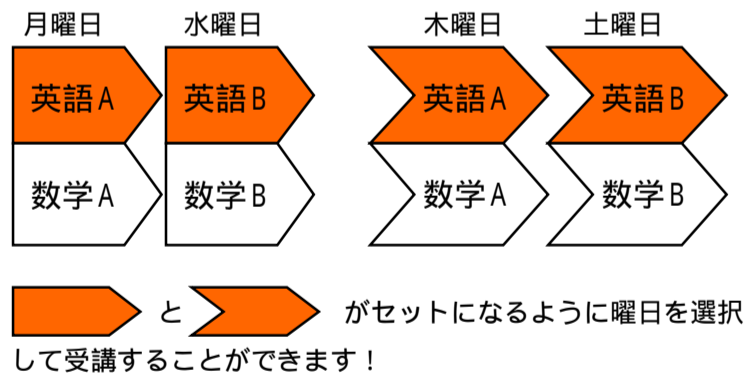 月曜日 水曜日 木曜日 土曜日
英語A 英語B 英語A 英語B
数学A 数学B 数学A 数学B
と がセットになるように曜日を選択
して受講することができます！